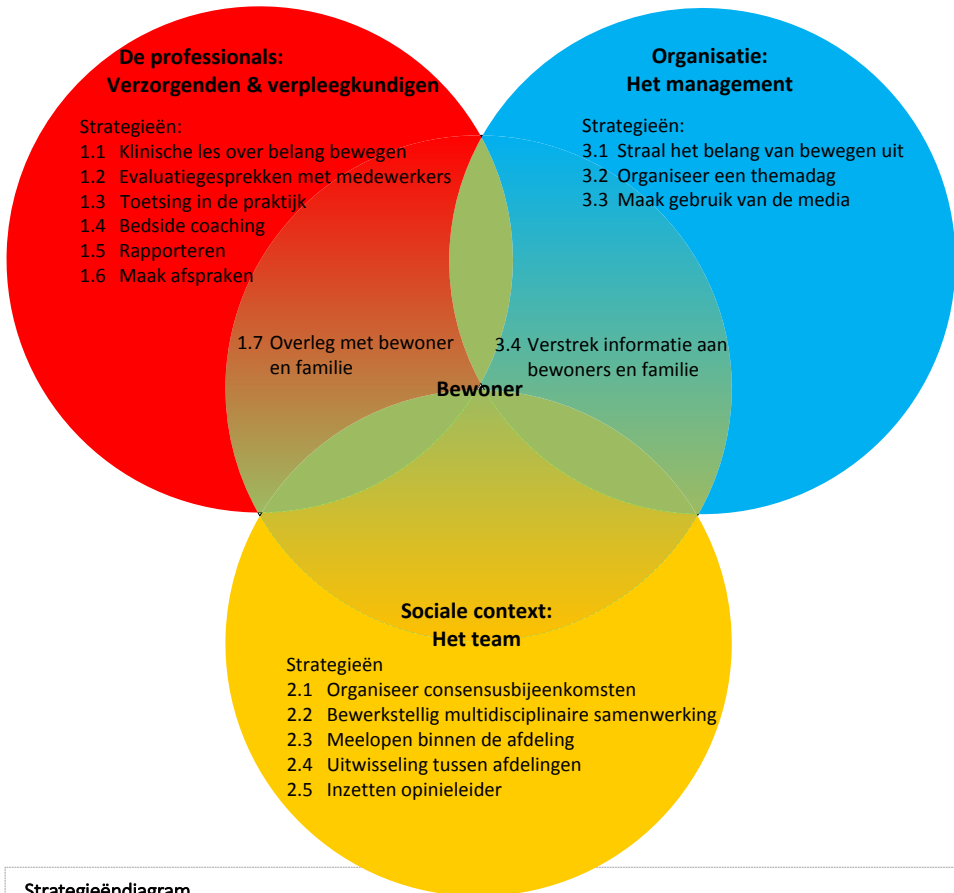 De professionals:
Verzorgenden & verpleegkundigen
Strategieën:
1.1 Klinische les over belang bewegen
1.2 Evaluatiegesprekken met medewerkers
1.3 Toetsing in de praktijk
1.4 Bedside coaching
1.5 Rapporteren
1.6 Maak afspraken
Organisatie:
Het management
Strategieën:
3.1 Straal het belang van bewegen uit
3.2 Organiseer een themadag
3.3 Maak gebruik van de media
1.7 Overleg met bewoner
en familie
3.4 Verstrek informatie aan
bewoners en familie
Bewoner
Sociale context:
Het team
Strategieën
2.1 Organiseer consensusbijeenkomsten
2.2 Bewerkstellig multidisciplinaire samenwerking
2.3 Meelopen binnen de afdeling
2.4 Uitwisseling tussen afdelingen
2.5 Inzetten opinieleider
Strategieëndiagram